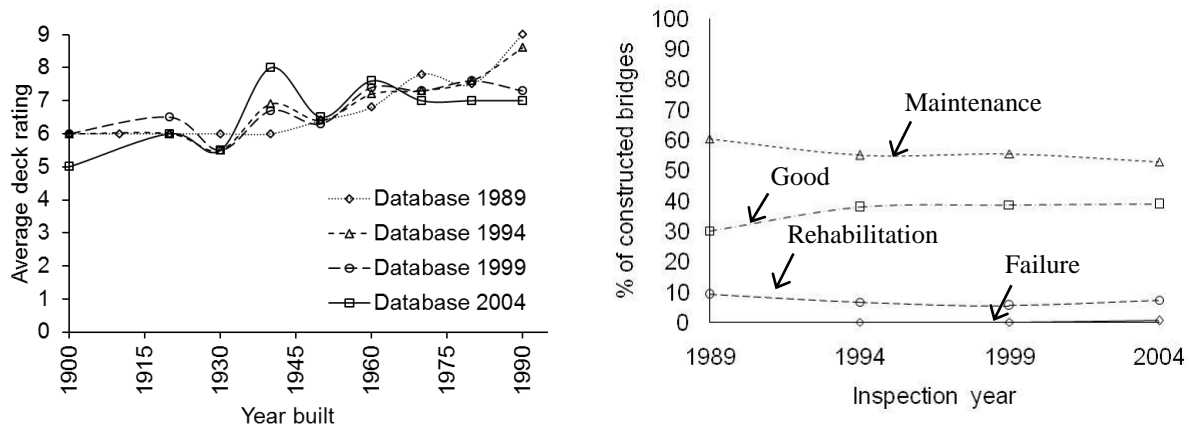 Average deck rating
9
8
7
6
5
4
3
2
1
0
Database 1989
Database 1994
Database 1999
Database 2004
1900
1915
1930
1945
1960
1975
1990
Year built
% of constructed bridges
100
90
80
70
60
50
40
30
20
10
0
Maintenance
Good
Rehabilitation
Failure
1989 1994 1999 2004
Inspection year